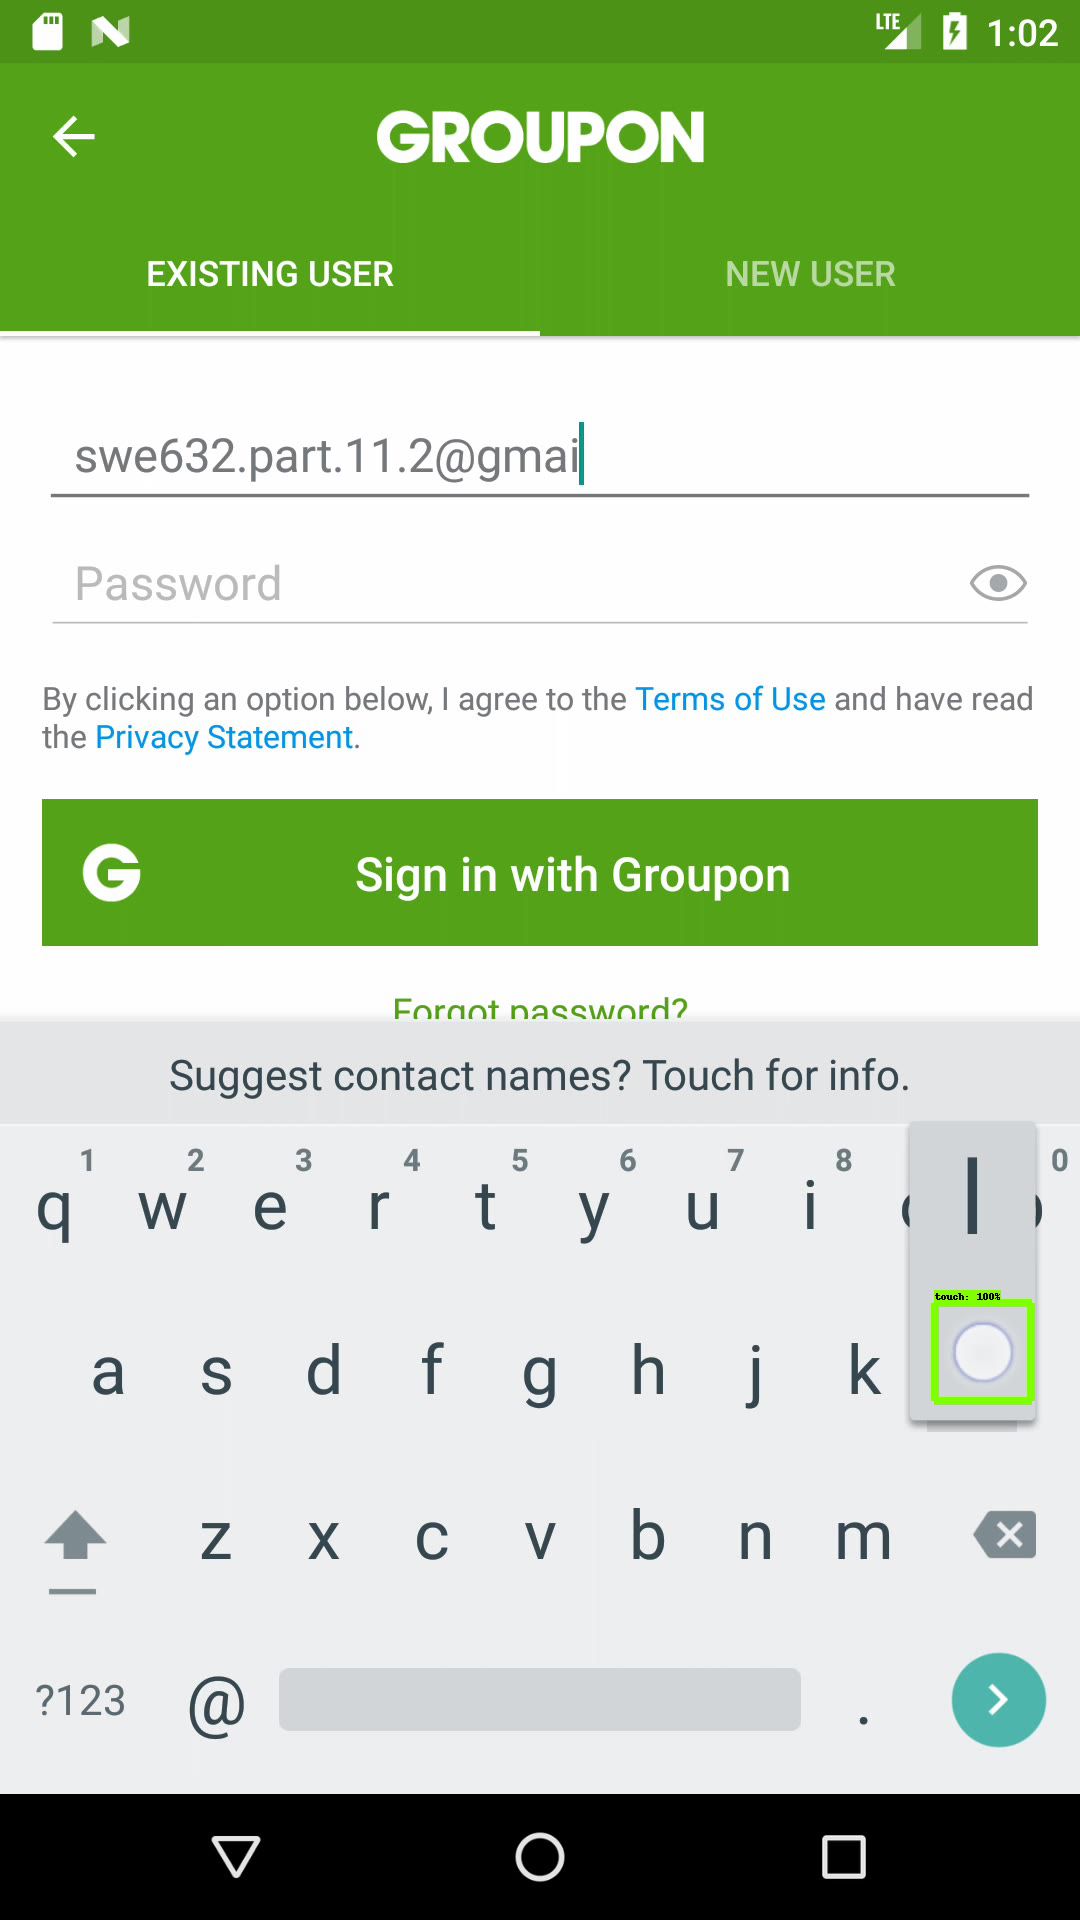 LTE 1:02
GROUPON
EXISTING USER NEW USER
swe632.part.11.2@gmai
Password
By clicking an option below, I agree to the Terms of Use and have read
the Privacy Statement.
G Sign in with Groupon
Forgot password?
Suggest contact names? Touch for info.
1 2 3 4 5 6 7 8 0
q w e r t y u i l
touch: 100%
a s d f g h j k
z x c v b n m
?123 @ .